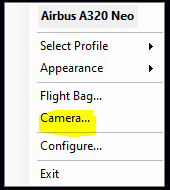 Airbus A320 Neo
Select Profile
Appearance
Flight Bag...
Camera...
Configure...
Exit